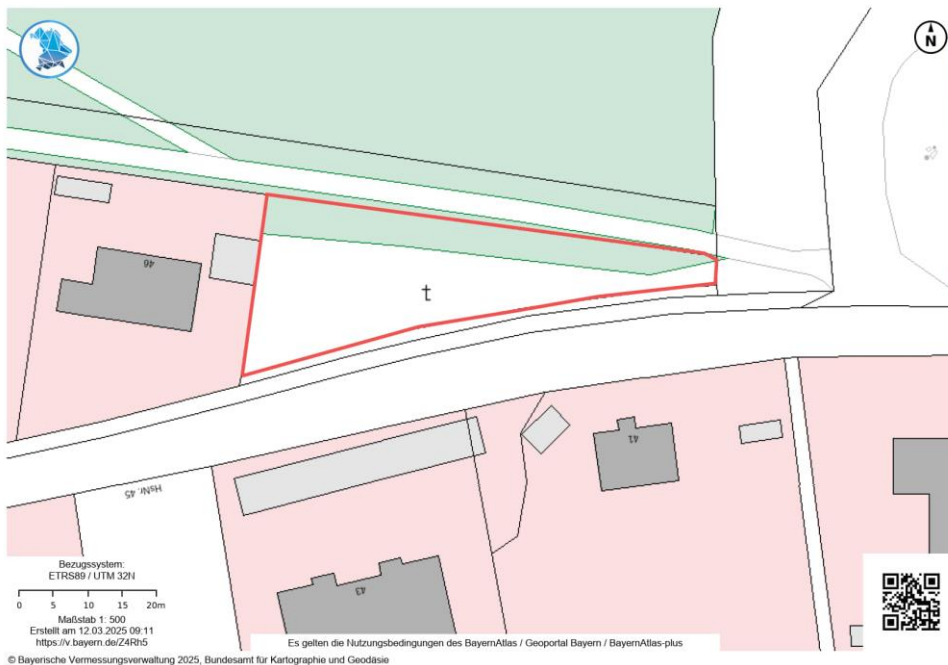 N
46
t
HsNr. 45
41
43
Bezugssystem:
ETRS89 / UTM 32N
0 5 10 15 20m
Maßstab 1: 500
Erstellt am 12.03.2025 09:11
https://v.bayern.de/Z4Rh5
Es gelten die Nutzungsbedingungen des BayernAtlas / Geoportal Bayern / BayernAtlas-plus
© Bayerische Vermessungsverwaltung 2025, Bundesamt für Kartographie und Geodäsie